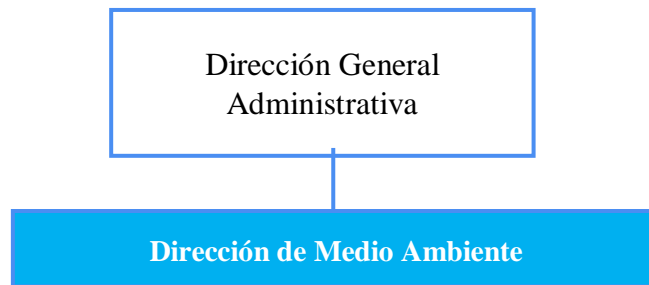 Dirección General
Administrativa
Dirección de Medio Ambiente